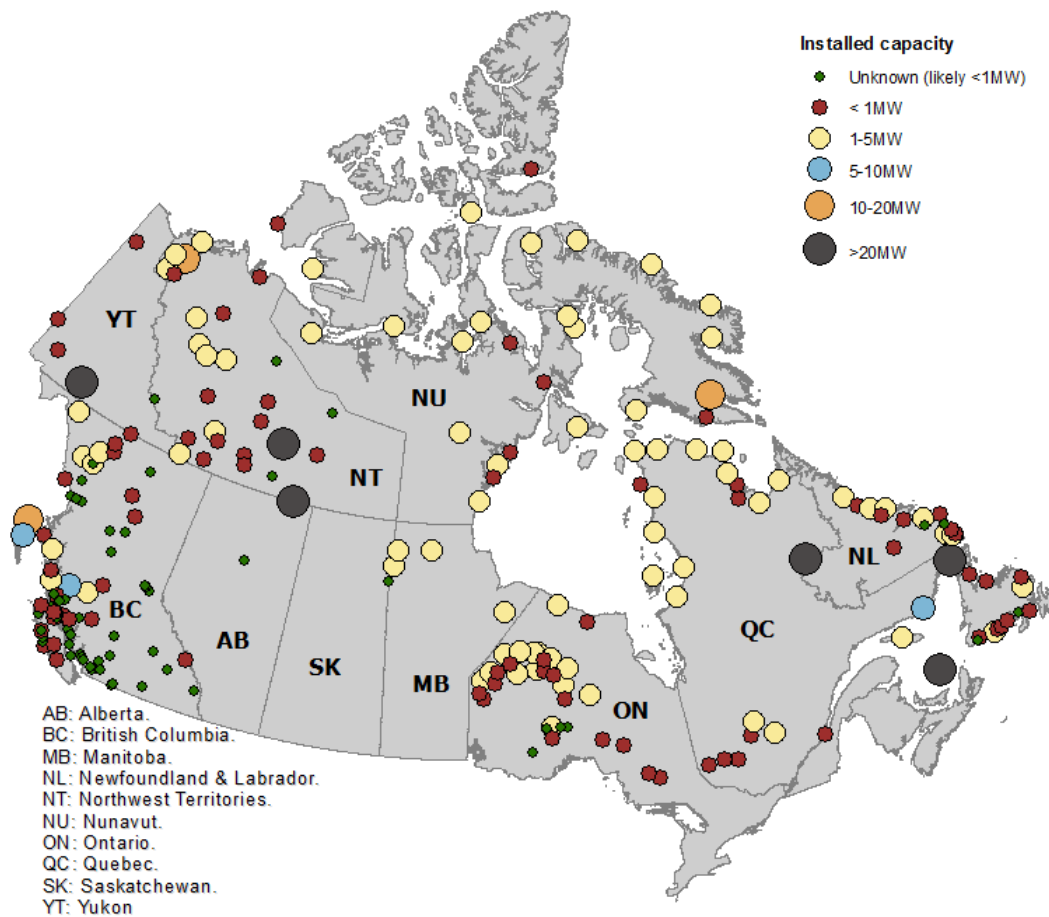 Installed capacity
Unknown (likely <1MW)
< 1MW
1-5MW
5-10MW
10-20MW
>20MW
YT
NU
NT
NL
BC
AB
QC
SK
MB
ON
AB: Alberta.
BC: British Columbia.
MB: Manitoba.
NL: Newfoundland & Labrador.
NT: Northwest Territories.
NU: Nunavut.
ON: Ontario.
QC: Quebec.
SK: Saskatchewan.
YT: Yukon